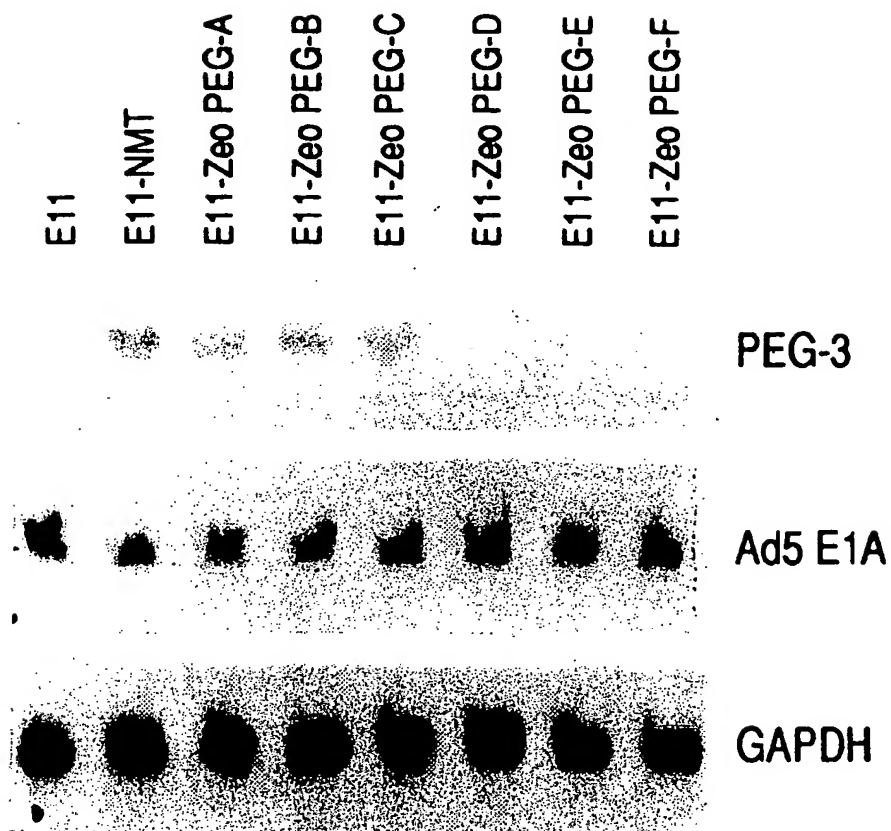 E11
E11-NMT
E11-Zeo PEG-A
E11-Zeo PEG-B
E11-Zeo PEG-C
E11-Zeo PEG-D
E11-Zeo PEG-E
E11-Zeo PEG-F
PEG-3
Ad5 E1A
GAPDH